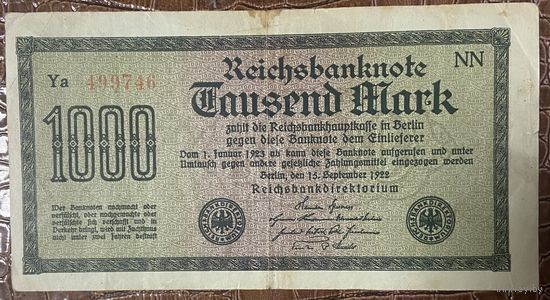 Ya 499746
NN
Reichsbanknote
1000
Tausend Mark
zahlt die Reichsbankhauptkasse in Berlin
gegen diese Banknote dem Einlieferer
Vom 1. Januar 1923 ab kann diese Banknote aufgerufen und unter
Umtausch gegen andere gesetzliche Zahlungsmittel eingezogen werden
Berlin, den 15. September 1922
Reichsbankdirektorium
Wer Banknoten nachmacht oder
verfälscht, oder nachgemachte oder
verfälschte sich verschafft und in
Verkehr bringt, wird mit Zuchthaus
nicht unter zwei Jahren bestraft